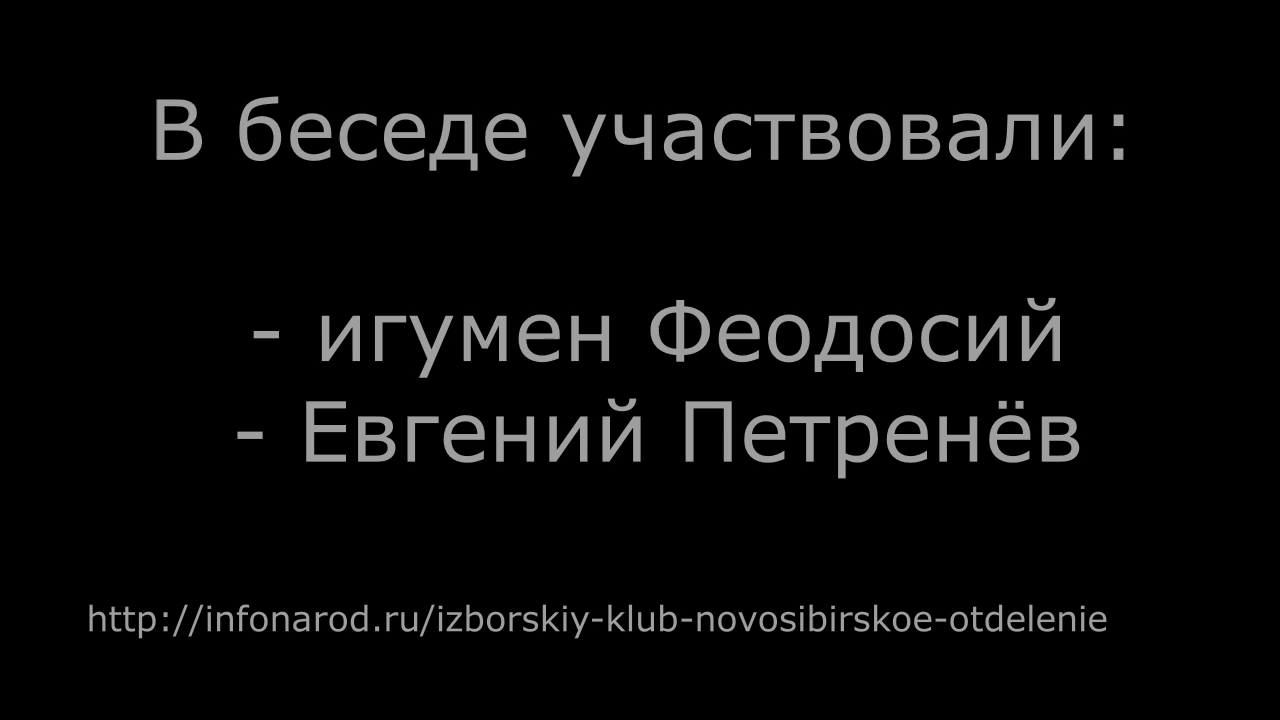 В беседе участвовали:
- игумен Феодосий
- Евгений Петренёв
http://infonarod.ru/izborskiy-klub-novosibirskoe-otdelenie